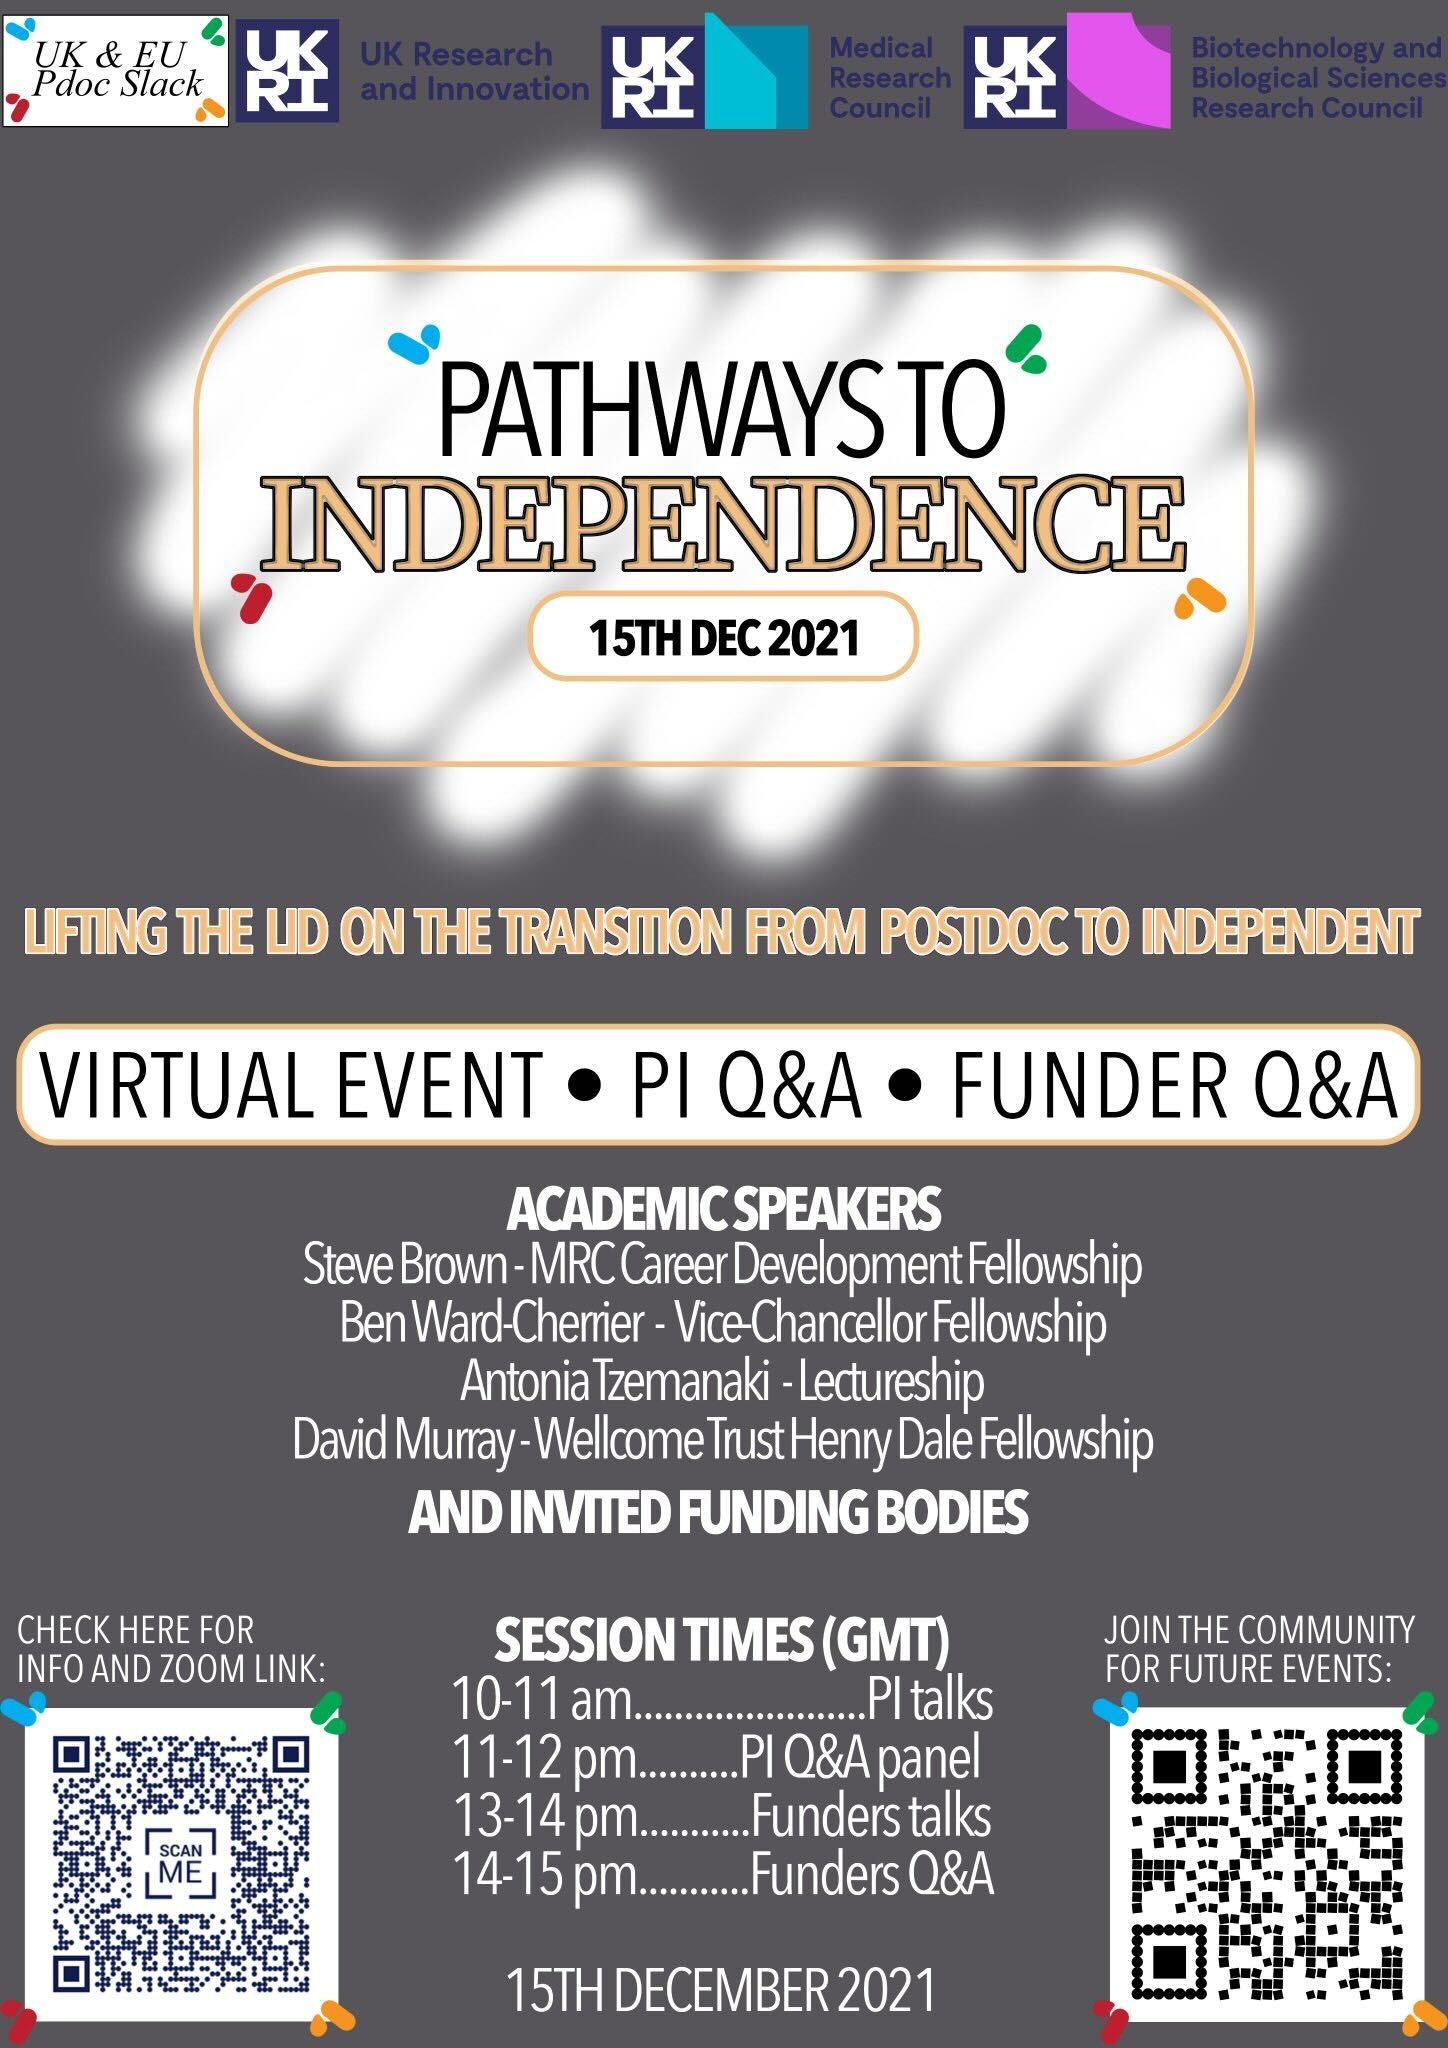 UK & EU
Pdoc Slack
UK
RI
UK Research
and Innovation
UK
RI
Medical
Research
Council
UK
RI
Biotechnology and
Biological Sciences
Research Council
PATHWAYS TO
INDEPENDENCE
15TH DEC 2021
LIFTING THE LID ON THE TRANSITION FROM POSTDOC TO INDEPENDENT
VIRTUAL EVENT • PI Q&A • FUNDER Q&A
ACADEMIC SPEAKERS
Steve Brown - MRC Career Development Fellowship
Ben Ward-Cherrier - Vice-Chancellor Fellowship
Antonia Tzemanaki - Lectureship
David Murray - Wellcome Trust Henry Dale Fellowship
AND INVITED FUNDING BODIES
CHECK HERE FOR
INFO AND ZOOM LINK:
SCAN
ME
SESSION TIMES (GMT)
10-11 am.......................PI talks
11-12 pm..........PI Q&A panel
13-14 pm...........Funders talks
14-15 pm...........Funders Q&A
15TH DECEMBER 2021
JOIN THE COMMUNITY
FOR FUTURE EVENTS: